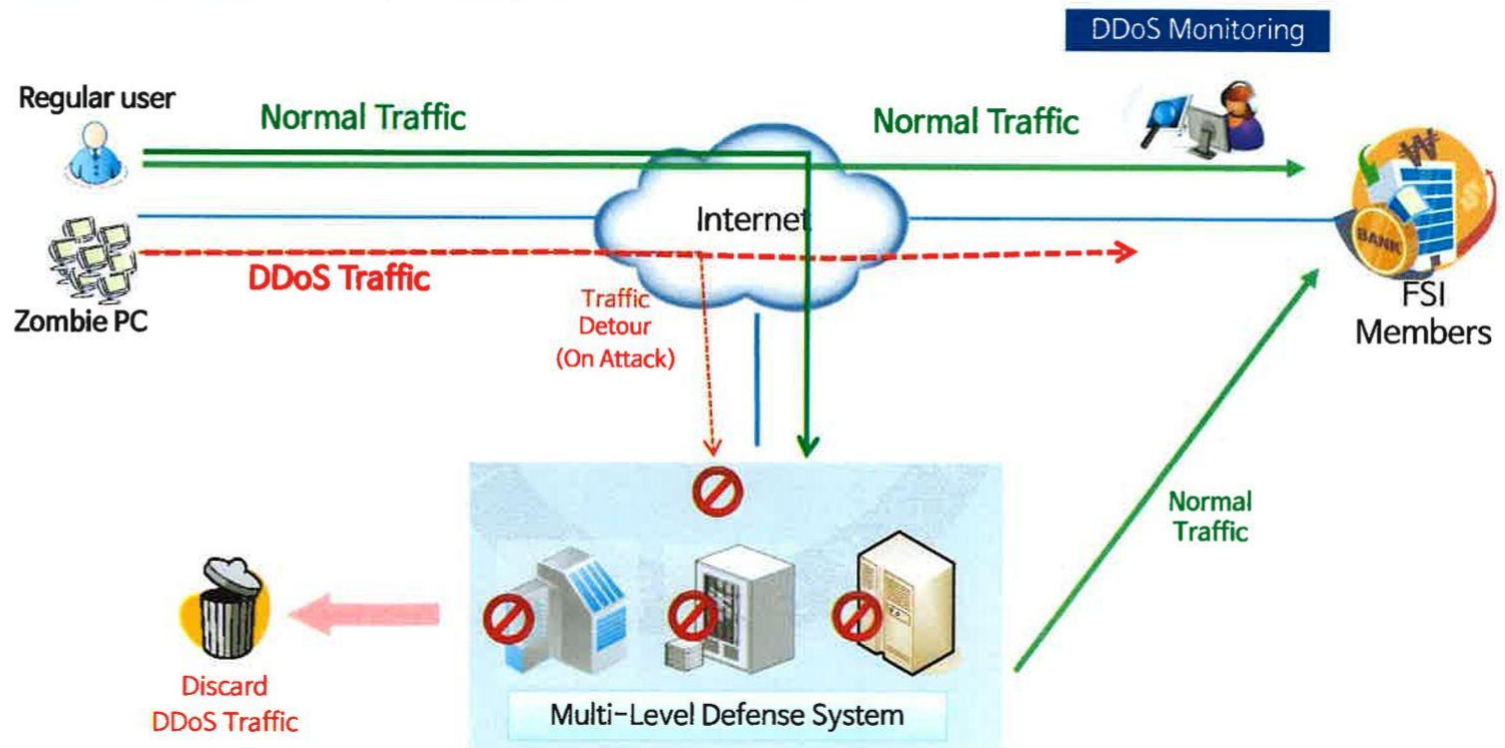 DDoS Monitoring
Regular user
Normal Traffic
Normal Traffic
Internet
₩
$
BANK
DDoS Traffic
Zombie PC
Traffic
Detour
(On Attack)
FSI
Members
Normal
Traffic
Discard
DDoS Traffic
Multi-Level Defense System